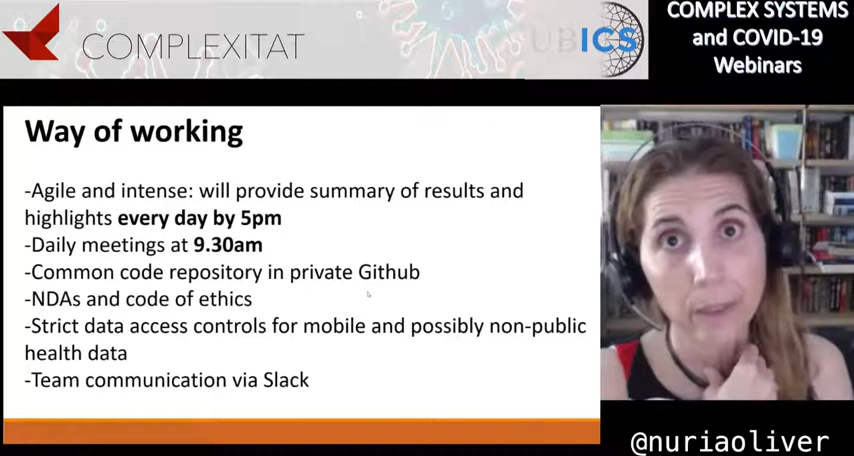 COMPLEXITAT
UBICS
COMPLEX SYSTEMS
and COVID-19
Webinars
Way of working
-Agile and intense: will provide summary of results and
highlights every day by 5pm
-Daily meetings at 9.30am
-Common code repository in private Github
-NDAs and code of ethics
-Strict data access controls for mobile and possibly non-public
health data
-Team communication via Slack
@nuriaoliver